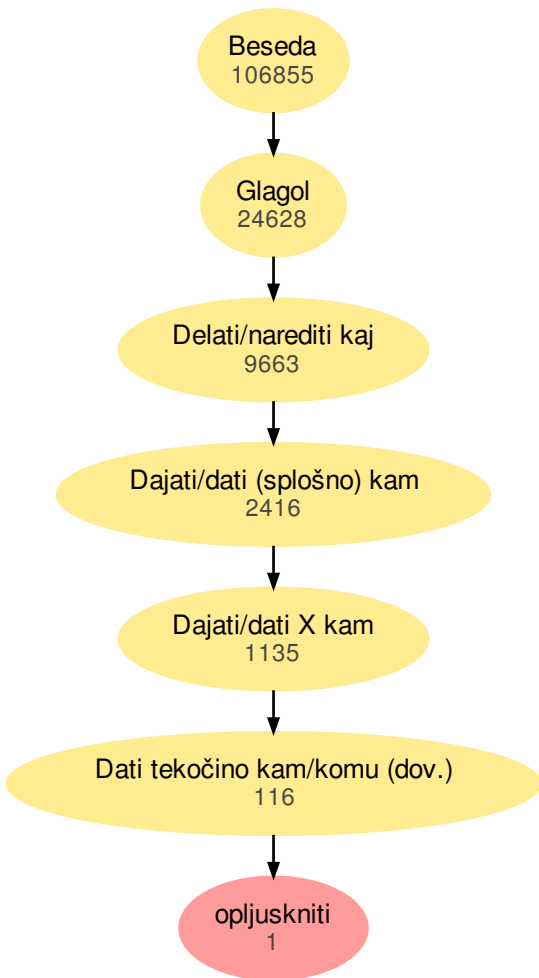 Beseda
106855
Glagol
24628
Delati/narediti kaj
9663
Dajati/dati (splošno) kam
2416
Dajati/dati X kam
1135
Dati tekočino kam/komu (dov.)
116
opljuskniti
1